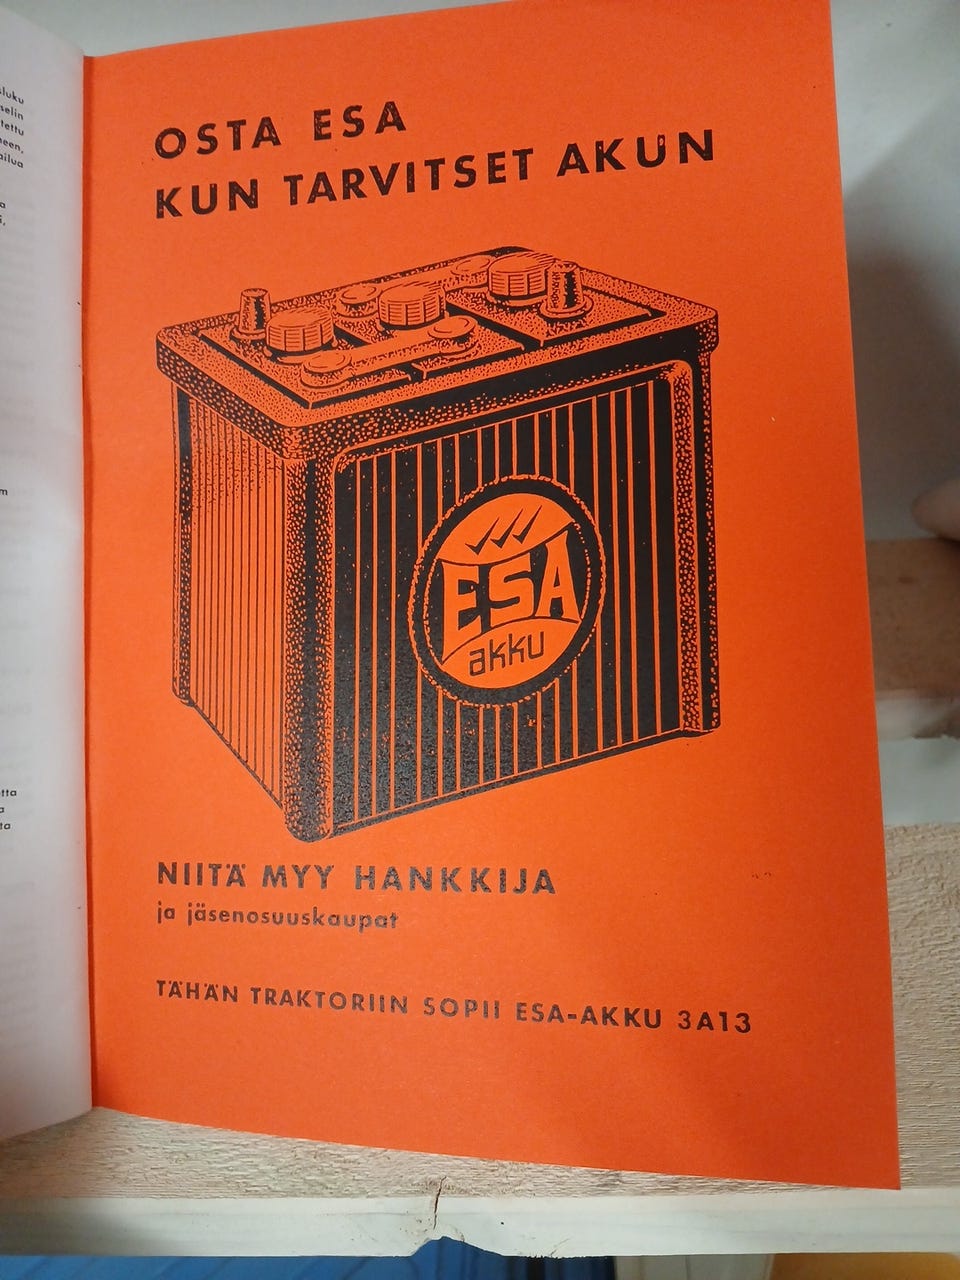 OSTA ESA
KUN TARVITSET AKUN
ESA
akku
NIITÄ MYY HANKKIJA
ja jäsenosuuskaupat
TÄHÄN TRAKTORIIN SOPII ESA-AKKU 3A13